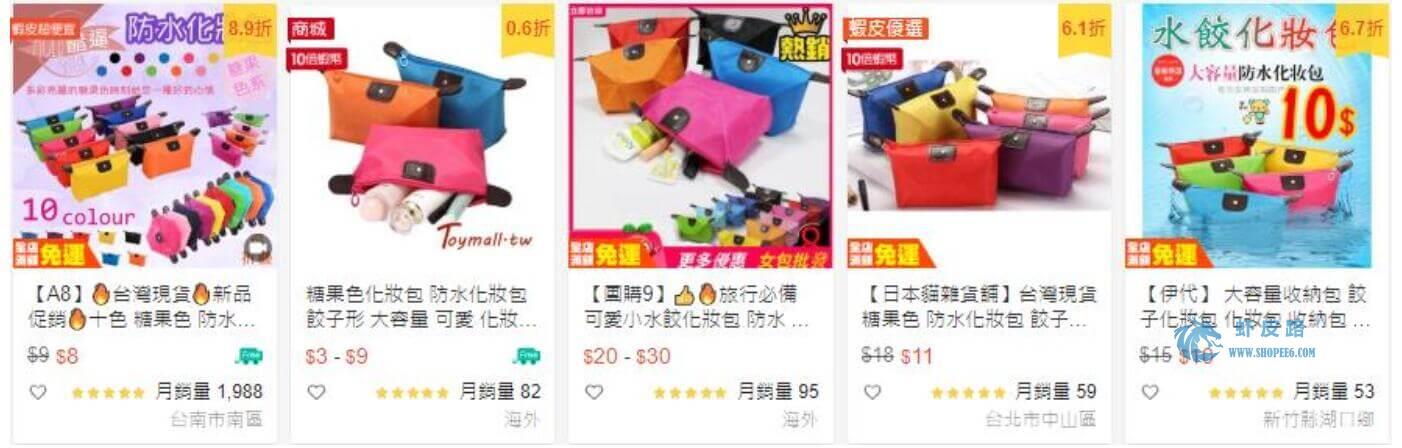 蝦皮超便宜
8.9折
防水化妝
糖果色系
10 colour
全店滿額
免運
【A8】🔥台灣現貨🔥新品
促銷🔥十色 糖果色 防水...
$9 $8
Free
月銷量 1,988
台南市南區
商城
10倍蝦幣
0.6折
Toymall.tw
糖果色化妝包 防水化妝包
餃子形 大容量 可愛 化妝...
$3 - $9
Free
月銷量 82
海外
熱銷
全店滿額
免運
更多優惠 女包批發
【團購9】👍🔥旅行必備
可愛小水餃化妝包 防水 ...
$20 - $30
月銷量 95
海外
蝦皮優選
10倍蝦幣
6.1折
全店滿額
免運
【日本貓雜貨舖】台灣現貨
糖果色 防水化妝包 餃子...
$18 $11
月銷量 59
台北市中山區
6.7折
水餃化妝包
大容量防水化妝包
10$
全店滿額
免運
【伊代】 大容量收納包 餃
子化妝包 化妝包 收納包 ...
$15 $10
虾皮路
WWW.SHOPEE6.COM
月銷量 53
新竹縣湖口鄉